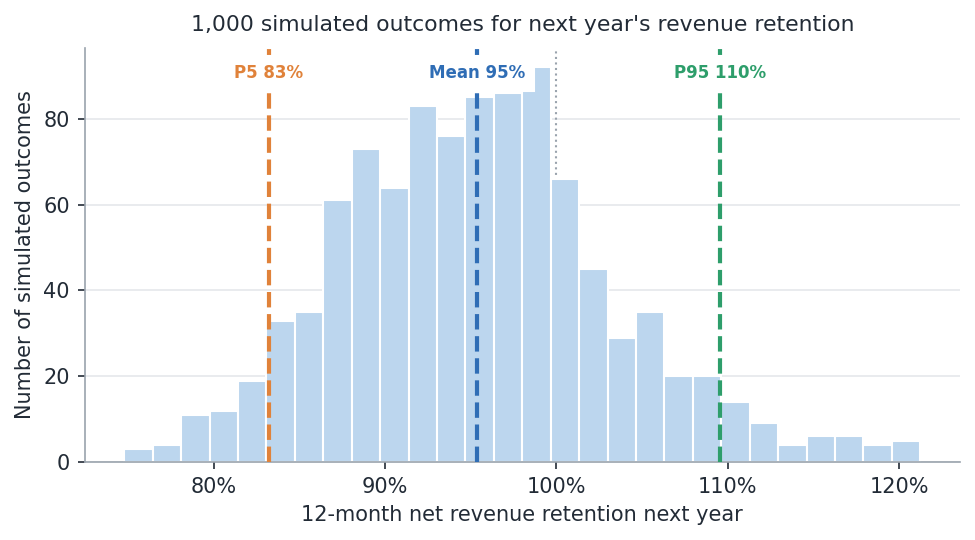 1,000 simulated outcomes for next year's revenue retention
P5 83%
Mean 95%
P95 110%
Number of simulated outcomes
80
60
40
20
0
80%
90%
100%
110%
120%
12-month net revenue retention next year